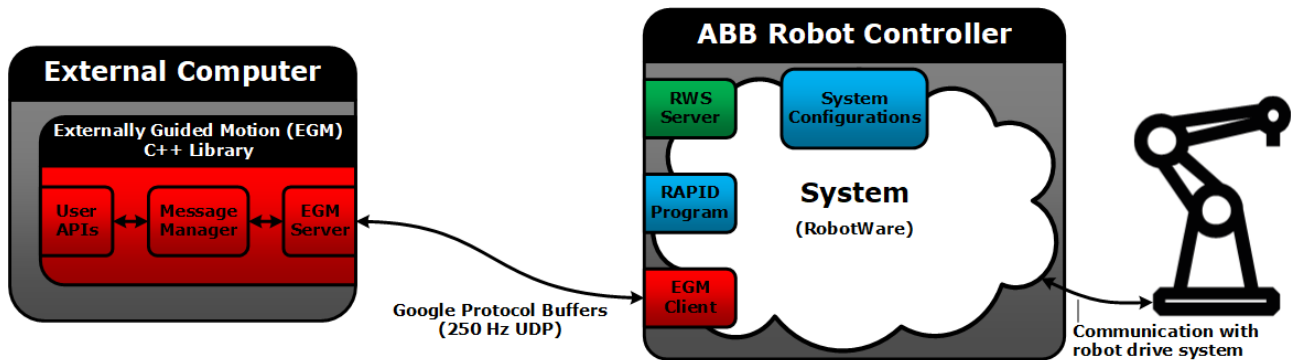 External Computer
Externally Guided Motion (EGM)
C++ Library
User
APIs
Message
Manager
EGM
Server
Google Protocol Buffers
(250 Hz UDP)
ABB Robot Controller
RWS
Server
System
Configurations
RAPID
Program
System
(RobotWare)
EGM
Client
Communication with
robot drive system